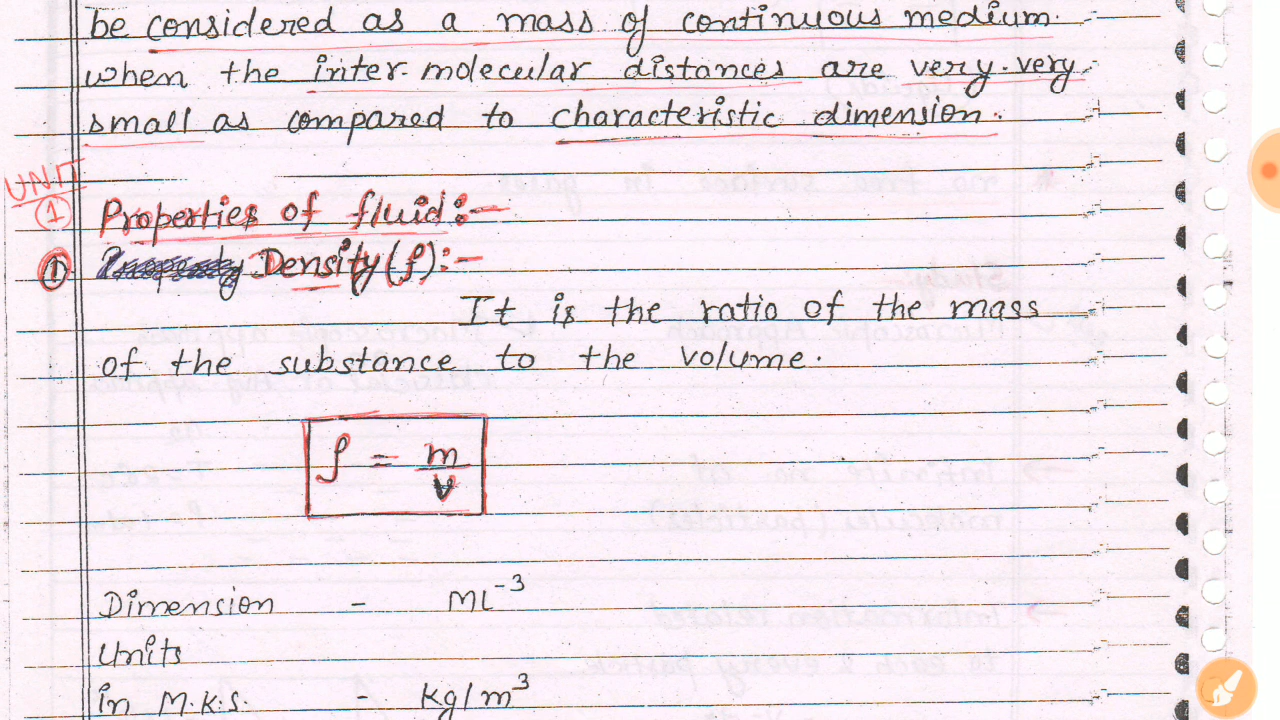 be considered as a mass of continuous medium.
when the inter-molecular distances are very-very
small as compared to characteristic dimension.
UNIT
1
Properties of fluid:-
① Density (ρ):-
It is the ratio of the mass
of the substance to the volume.
ρ = m/v
Dimension - ML⁻³
Units
in M.K.S. - kg/m³